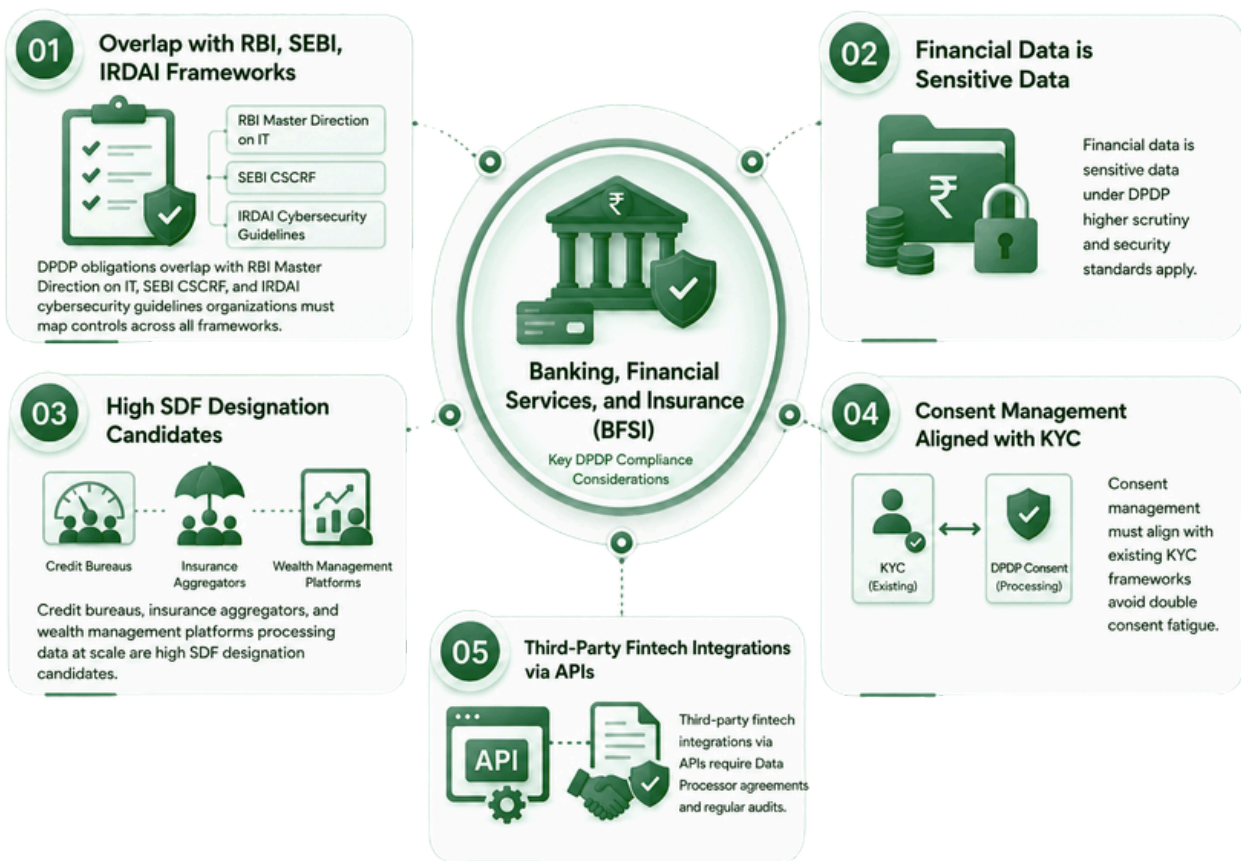 01
Overlap with RBI, SEBI,
IRDAI Frameworks
RBI Master Direction
on IT
SEBI CSCRF
IRDAI Cybersecurity
Guidelines
DPDP obligations overlap with RBI Master
Direction on IT, SEBI CSCRF, and IRDAI
cybersecurity guidelines organizations must
map controls across all frameworks.
02
Financial Data is
Sensitive Data
₹
Financial data is
sensitive data
under DPDP
higher scrutiny
and security
standards apply.
₹
Banking, Financial
Services, and Insurance
(BFSI)
Key DPDP Compliance
Considerations
03
High SDF Designation
Candidates
Credit Bureaus
Insurance
Aggregators
Wealth Management
Platforms
Credit bureaus, insurance aggregators, and
wealth management platforms processing
data at scale are high SDF designation
candidates.
04
Consent Management
Aligned with KYC
KYC
(Existing)
DPDP Consent
(Processing)
Consent
management
must align with
existing KYC
frameworks
avoid double
consent fatigue.
05
Third-Party Fintech Integrations
via APIs
API
Third-party fintech
integrations via
APIs require Data
Processor agreements
and regular audits.